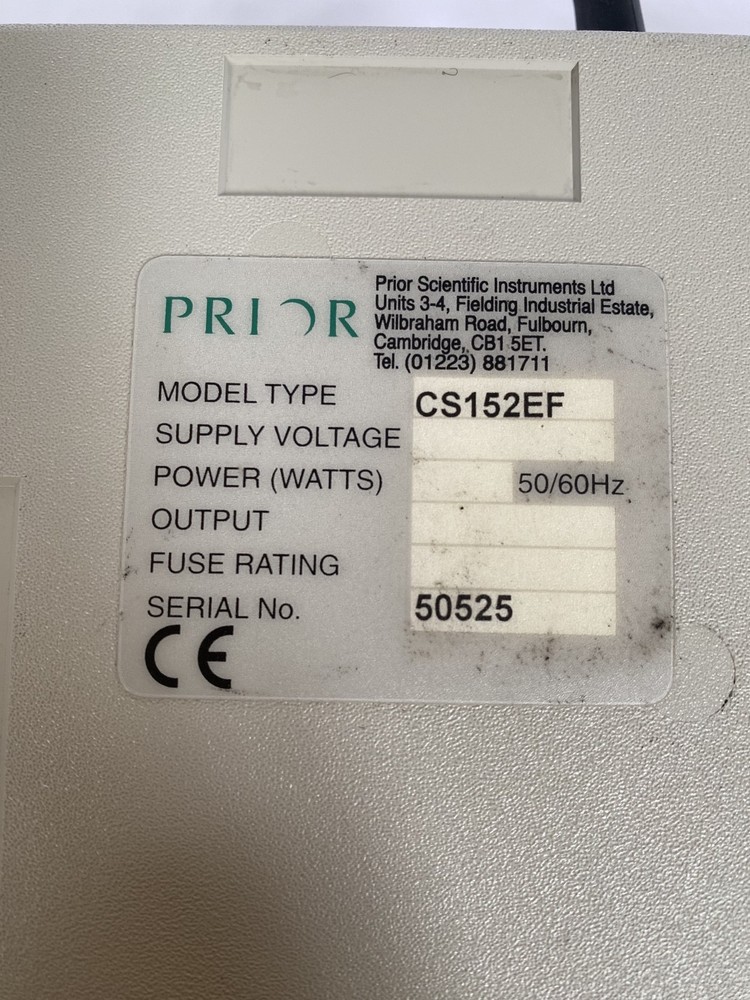 PRIOR
Prior Scientific Instruments Ltd
Units 3-4, Fielding Industrial Estate,
Wilbraham Road, Fulbourn,
Cambridge, CB1 5ET.
Tel. (01223) 881711
MODEL TYPE CS152EF
SUPPLY VOLTAGE
POWER (WATTS) 50/60Hz
OUTPUT
FUSE RATING
SERIAL No. 50525
CE